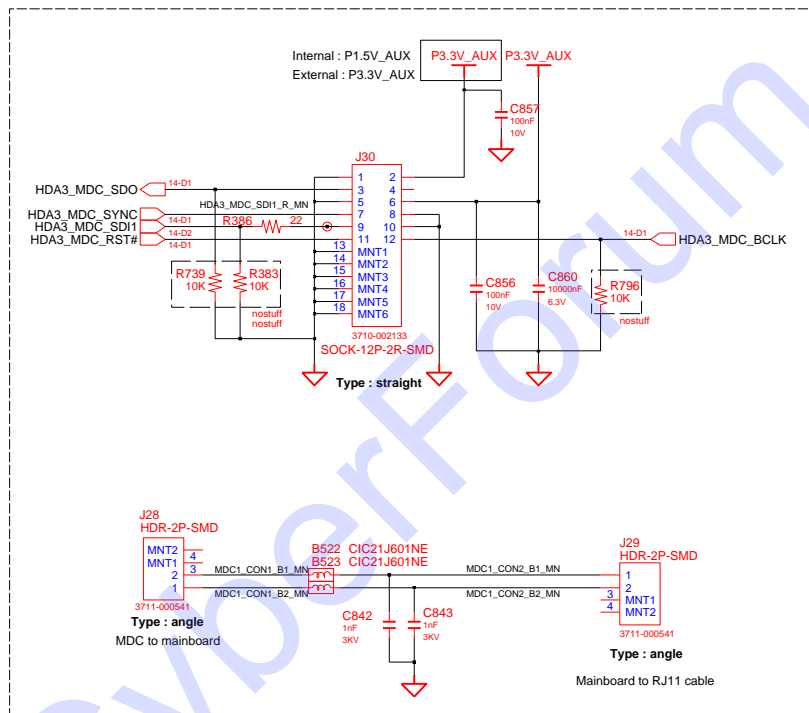 Internal : P1.5V_AUX
External : P3.3V_AUX
P3.3V_AUX
P3.3V_AUX
C857
100nF
10V
J30
1 2
3 4
5 6
7 8
9 10
11 12
13 MNT1
14 MNT2
15 MNT3
16 MNT4
17 MNT5
18 MNT6
3710-002133
SOCK-12P-2R-SMD
Type : straight
HDA3_MDC_SDO 14-D1
HDA3_MDC_SDI1_R_MN
HDA3_MDC_SYNC 14-D1
HDA3_MDC_SDI1 14-D2
HDA3_MDC_RST# 14-D1
R386 22
14-D1 HDA3_MDC_BCLK
R739
10K
R383
10K
nostuff
nostuff
C856
100nF
10V
C860
10000nF
6.3V
R796
10K
nostuff
J28
HDR-2P-SMD
MNT2 4
MNT1 3
2
1
3711-000541
Type : angle
MDC to mainboard
B522 CIC21J601NE
B523 CIC21J601NE
MDC1_CON1_B1_MN
MDC1_CON1_B2_MN
MDC1_CON2_B1_MN
MDC1_CON2_B2_MN
C842
1nF
3KV
C843
1nF
3KV
J29
HDR-2P-SMD
1
2
3 MNT1
4 MNT2
3711-000541
Type : angle
Mainboard to RJ11 cable
yberForum